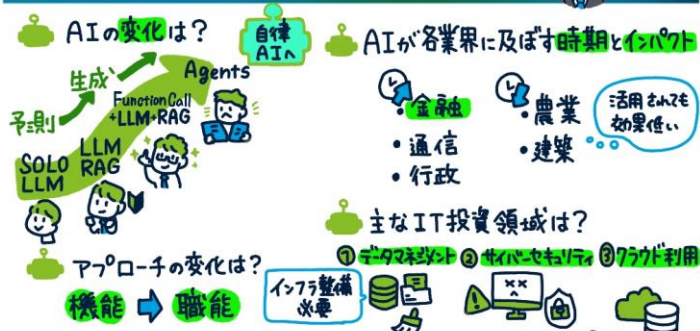 AIの変化は?
自律
AIへ
予測
生成
Agents
Function Call
+LLM+RAG
LLM
RAG
SOLO
LLM
アプローチの変化は?
機能
職能
AIが各業界に及ぼす時期とインパクト
・金融
・通信
・行政
・農業
・建築
活用されても
効果低い
主なIT投資領域は?
①データマネジメント ②サイバーセキュリティ ③クラウド利用
インフラ整備
必要